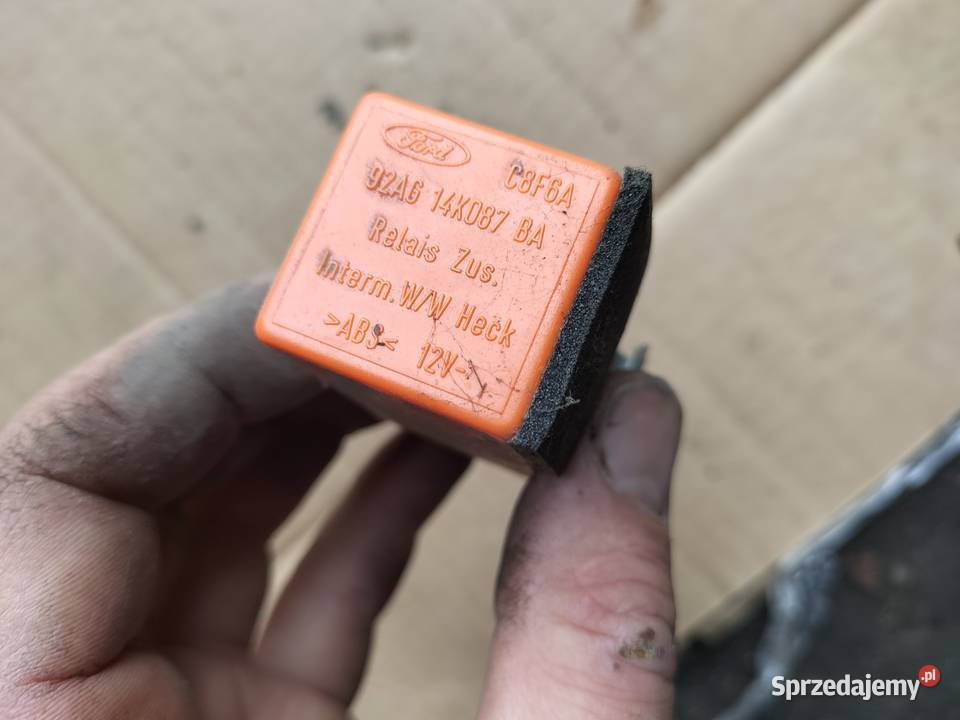 Ford C8F6A
92AG 14K087 BA
Relais Zus.
Interm.W/W Heck
>ABS< 12V-
Sprzedajemy.pl